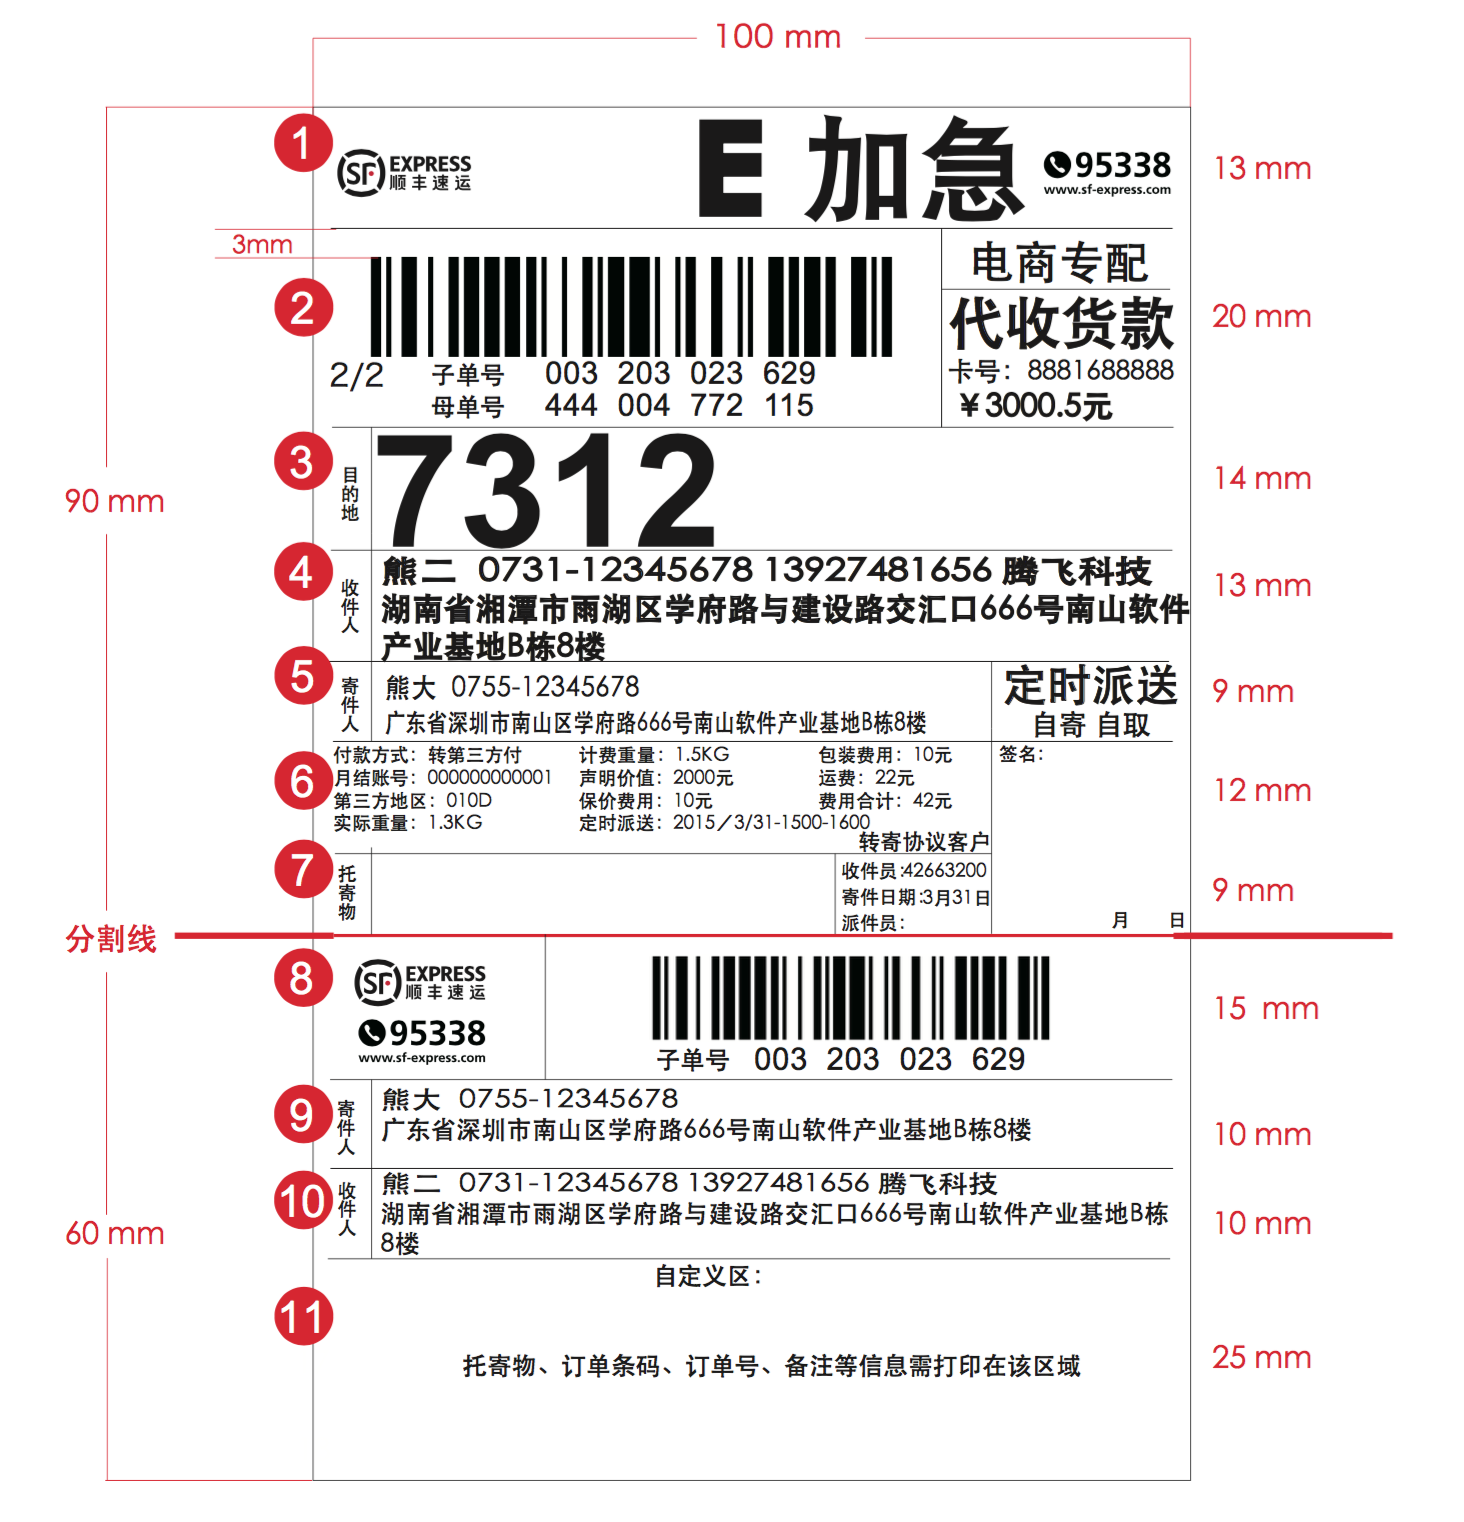 100 mm
1
SF EXPRESS
顺丰速运
E 加急
95338
www.sf-express.com
13 mm
3mm
2
2/2
子单号 003 203 023 629
母单号 444 004 772 115
电商专配
代收货款
卡号：8881688888
￥3000.5元
20 mm
90 mm
3
目的地
7312
14 mm
4
收件人
熊二 0731-12345678 13927481656 腾飞科技
湖南省湘潭市雨湖区学府路与建设路交汇口666号南山软件
产业基地B栋8楼
13 mm
5
寄件人
熊大 0755-12345678
广东省深圳市南山区学府路666号南山软件产业基地B栋8楼
定时派送
自寄 自取
9 mm
6
付款方式：转第三方付 计费重量：1.5KG 包装费用：10元
月结账号：000000000001 声明价值：2000元 运费：22元
第三方地区：010D 保价费用：10元 费用合计：42元
实际重量：1.3KG 定时派送：2015／3/31-1500-1600
转寄协议客户
签名：
12 mm
7
托寄物
收件员:42663200
寄件日期:3月31日
派件员：
月 日
9 mm
分割线
8
SF EXPRESS
顺丰速运
95338
www.sf-express.com
子单号 003 203 023 629
15 mm
9
寄件人
熊大 0755-12345678
广东省深圳市南山区学府路666号南山软件产业基地B栋8楼
10 mm
60 mm
10
收件人
熊二 0731-12345678 13927481656 腾飞科技
湖南省湘潭市雨湖区学府路与建设路交汇口666号南山软件产业基地B栋
8楼
10 mm
11
自定义区：
托寄物、订单条码、订单号、备注等信息需打印在该区域
25 mm